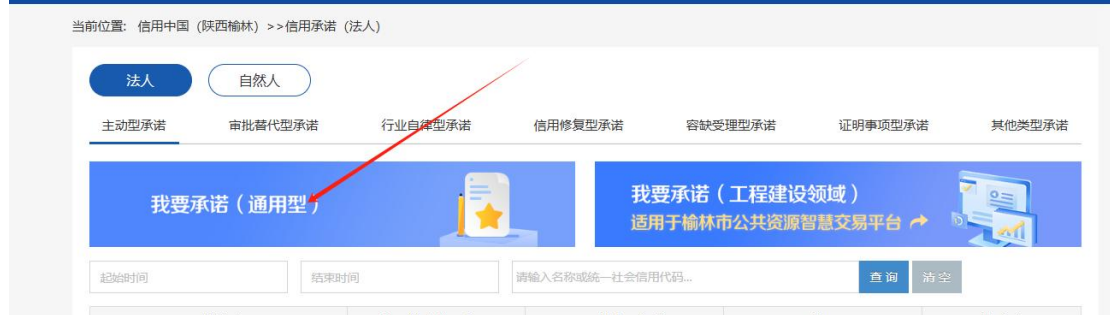 当前位置: 信用中国 (陕西榆林) >>信用承诺 (法人)
法人 自然人
主动型承诺 审批替代型承诺 行业自律型承诺 信用修复型承诺 容缺受理型承诺 证明事项型承诺 其他类型承诺
我要承诺（通用型）
我要承诺（工程建设领域）
适用于榆林市公共资源智慧交易平台
起始时间 结束时间 请输入名称或统一社会信用代码... 查询 清空